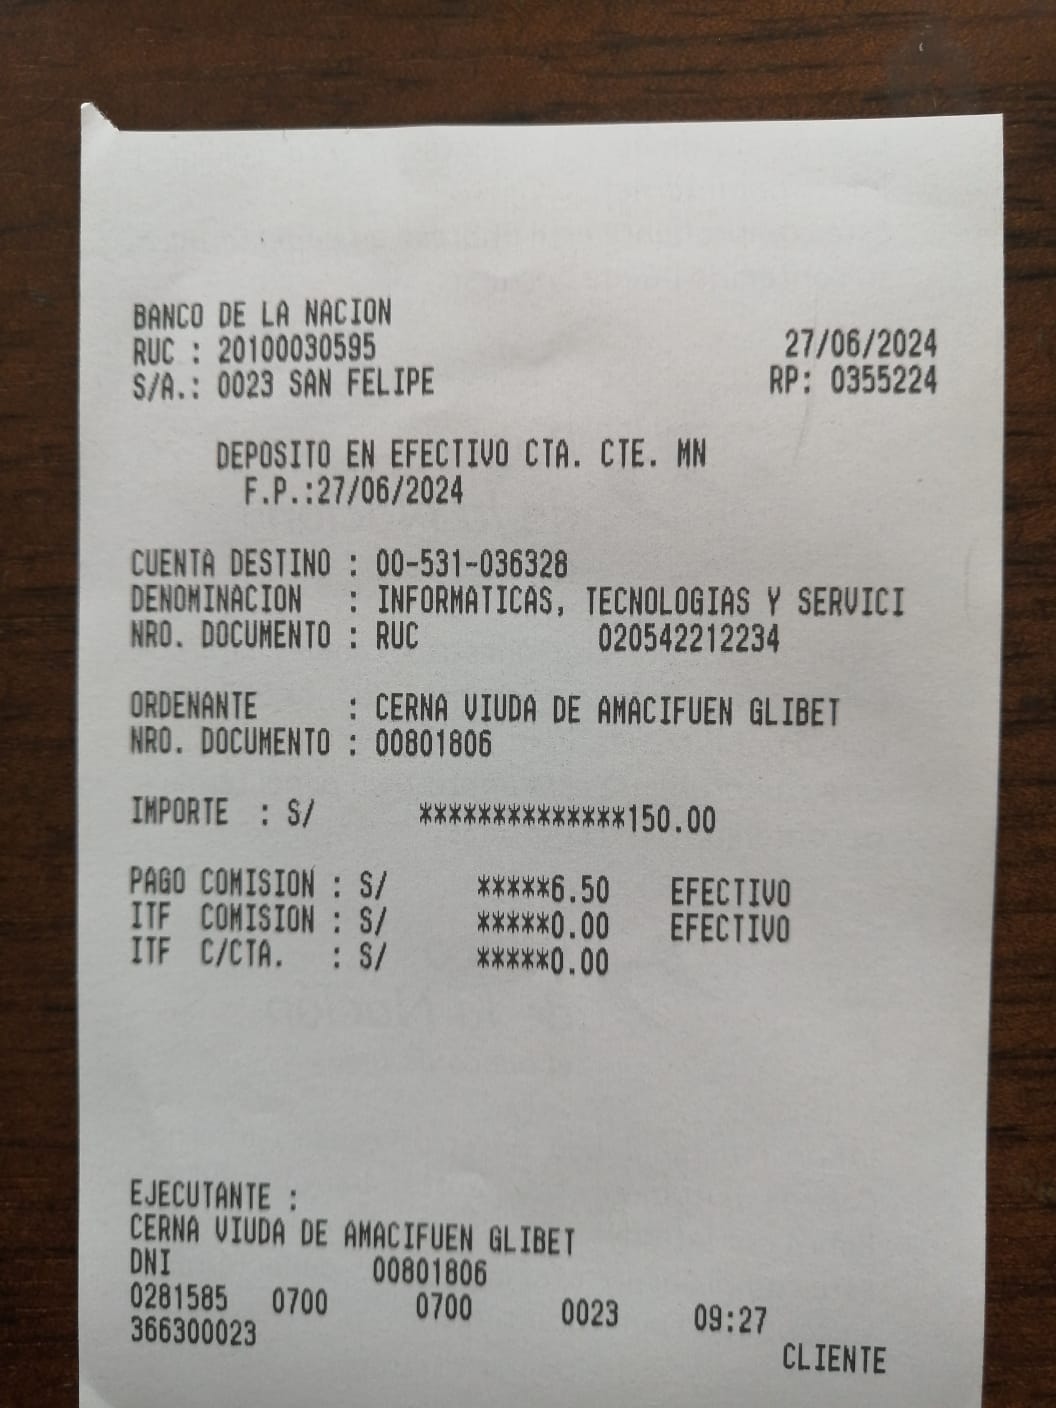 BANCO DE LA NACION
RUC : 20100030595 27/06/2024
S/A.: 0023 SAN FELIPE RP: 0355224
DEPOSITO EN EFECTIVO CTA. CTE. MN
F.P.:27/06/2024
CUENTA DESTINO : 00-531-036328
DENOMINACION : INFORMATICAS, TECNOLOGIAS Y SERVICI
NRO. DOCUMENTO : RUC 020542212234
ORDENANTE : CERNA VIUDA DE AMACIFUEN GLIBET
NRO. DOCUMENTO : 00801806
IMPORTE : S/ **************150.00
PAGO COMISION : S/ *****6.50 EFECTIVO
ITF COMISION : S/ *****0.00 EFECTIVO
ITF C/CTA. : S/ *****0.00
EJECUTANTE :
CERNA VIUDA DE AMACIFUEN GLIBET
DNI 00801806
0281585 0700 0700 0023 09:27
366300023
CLIENTE